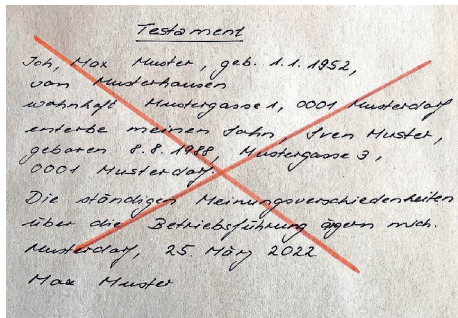 Testament
Ich, Max Muster, geb. 1.1.1952,
von Musterhausen
wohnhaft Mustergasse 1, 0001 Musterdorf
enterbe meinen Sohn, Sven Muster,
geboren 8.8.1988, Mustergasse 3,
0001 Musterdorf.
Die ständigen Meinungsverschiedenheiten
über die Betriebsführung ärgern mich.
Musterdorf, 25 März 2022
Max Muster